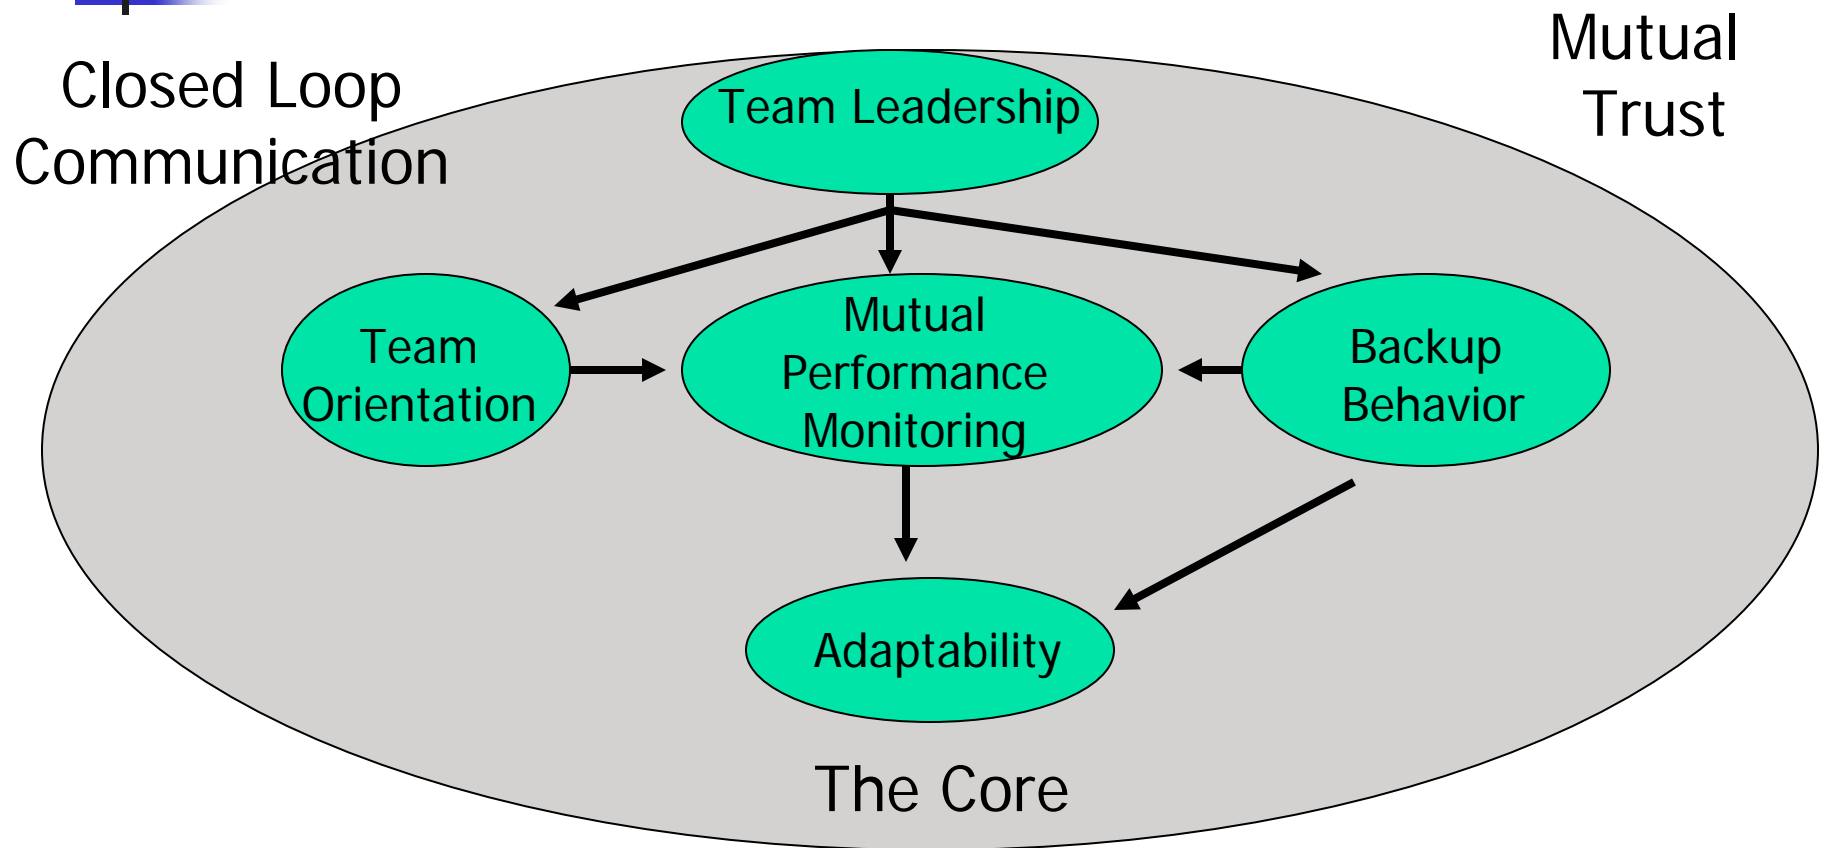 Closed Loop
Communication
Mutual
Trust
Team Leadership
Team
Orientation
Mutual
Performance
Monitoring
Backup
Behavior
Adaptability
The Core